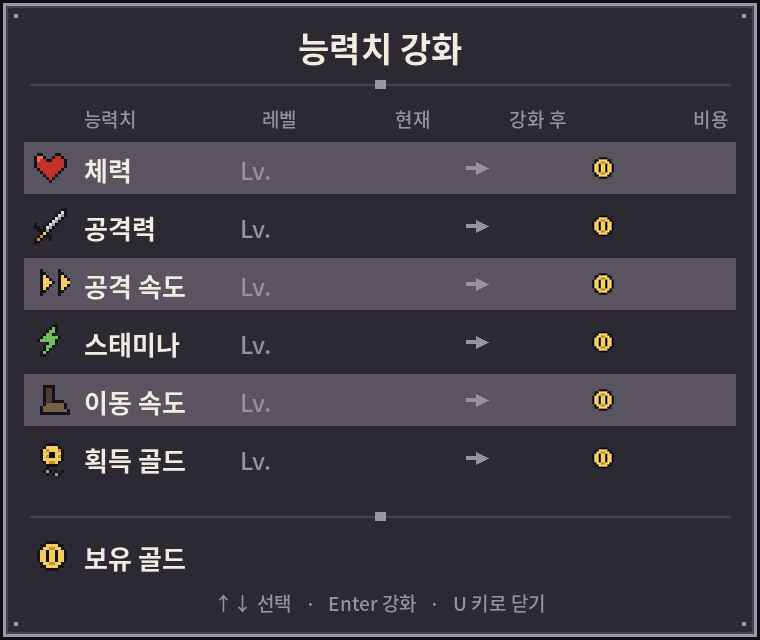 능력치 강화
능력치 레벨 현재 강화 후 비용
체력 Lv.
공격력 Lv.
공격 속도 Lv.
스태미나 Lv.
이동 속도 Lv.
획득 골드 Lv.
보유 골드
↑↓ 선택 · Enter 강화 · U 키로 닫기